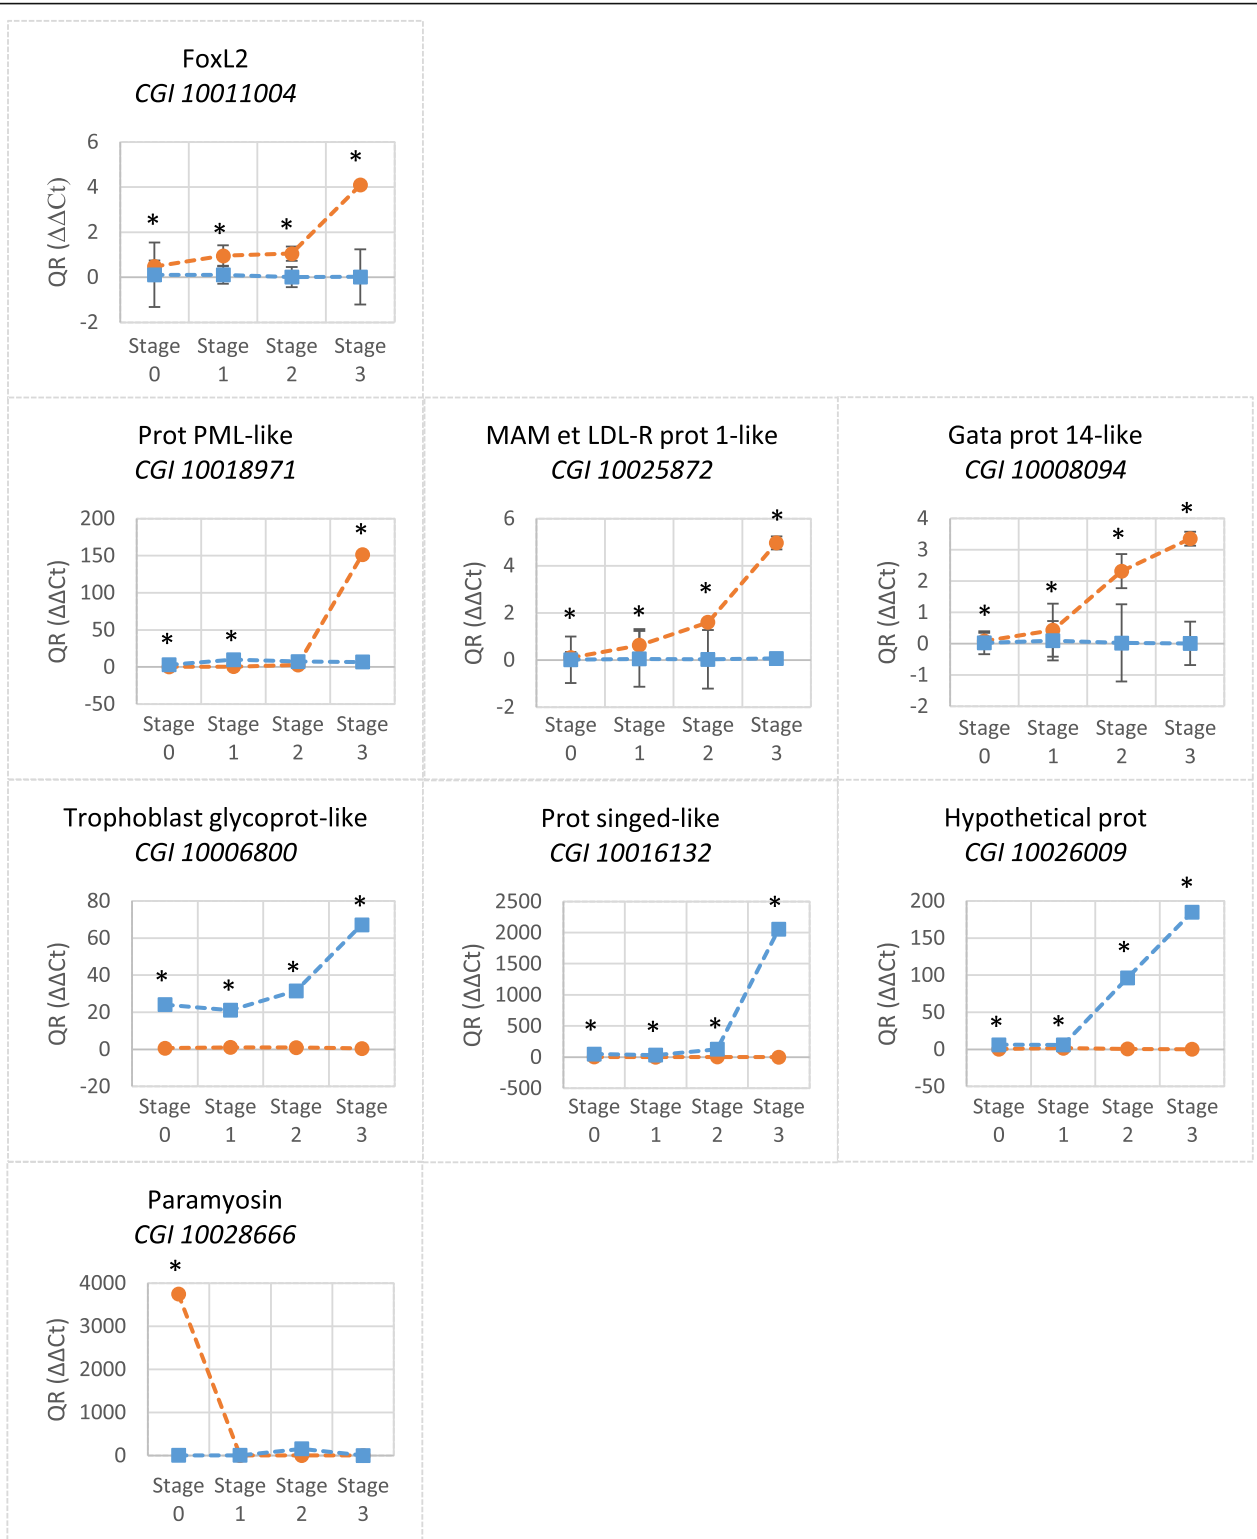 FoxL2
CGI 10011004
*
*
*
*
6
4
2
0
-2
QR (ΔΔCt)
Stage 0
Stage 1
Stage 2
Stage 3
Prot PML-like
CGI 10018971
*
*
*
200
150
100
50
0
-50
QR (ΔΔCt)
Stage 0
Stage 1
Stage 2
Stage 3
MAM et LDL-R prot 1-like
CGI 10025872
*
*
*
*
6
4
2
0
-2
QR (ΔΔCt)
Stage 0
Stage 1
Stage 2
Stage 3
Gata prot 14-like
CGI 10008094
*
*
*
*
4
3
2
1
0
-1
-2
QR (ΔΔCt)
Stage 0
Stage 1
Stage 2
Stage 3
Trophoblast glycoprot-like
CGI 10006800
*
*
*
*
80
60
40
20
0
-20
QR (ΔΔCt)
Stage 0
Stage 1
Stage 2
Stage 3
Prot singed-like
CGI 10016132
*
*
*
*
2500
2000
1500
1000
500
0
-500
QR (ΔΔCt)
Stage 0
Stage 1
Stage 2
Stage 3
Hypothetical prot
CGI 10026009
*
*
*
*
200
150
100
50
0
-50
QR (ΔΔCt)
Stage 0
Stage 1
Stage 2
Stage 3
Paramyosin
CGI 10028666
*
4000
3000
2000
1000
0
QR (ΔΔCt)
Stage 0
Stage 1
Stage 2
Stage 3